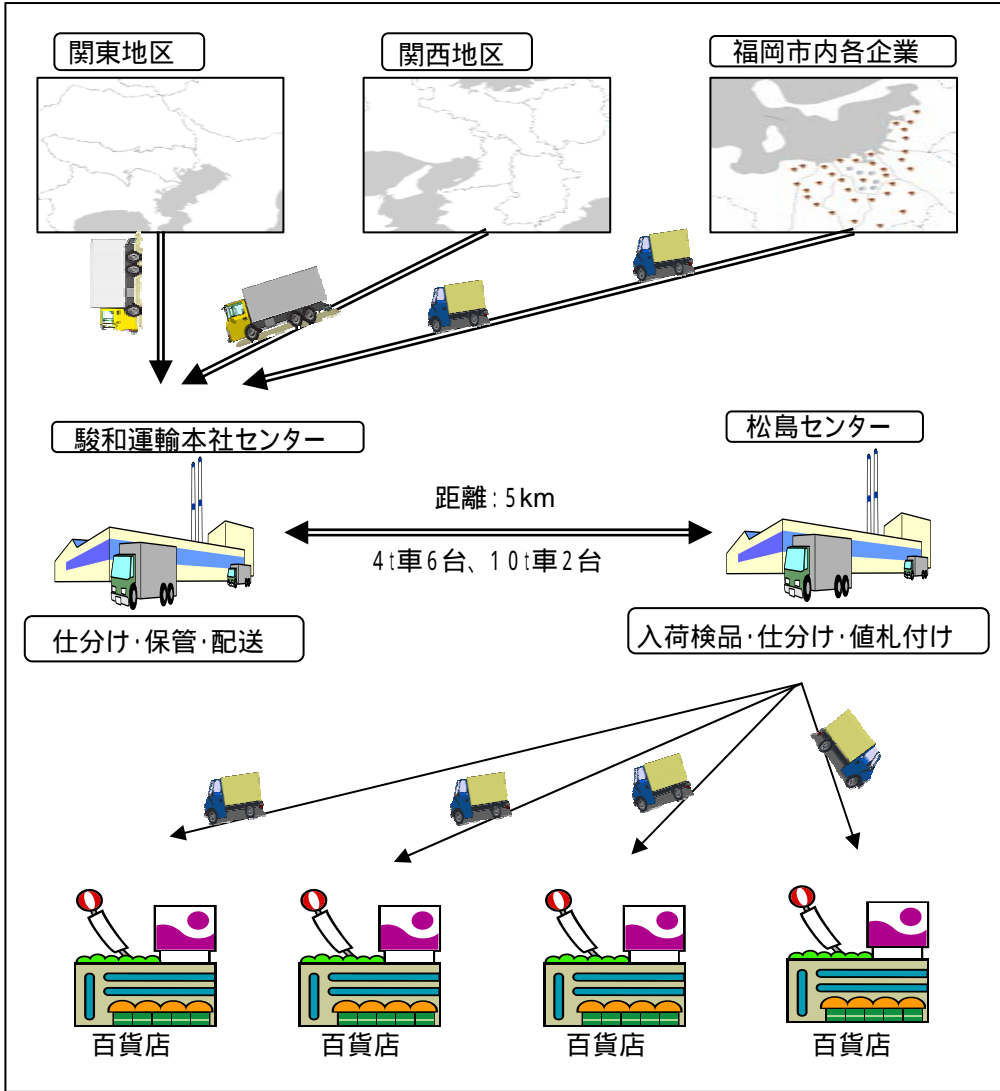 関東地区
関西地区
福岡市内各企業
駿和運輸本社センター
松島センター
距離:5km
4t車6台、10t車2台
仕分け・保管・配送
入荷検品・仕分け・値札付け
百貨店
百貨店
百貨店
百貨店